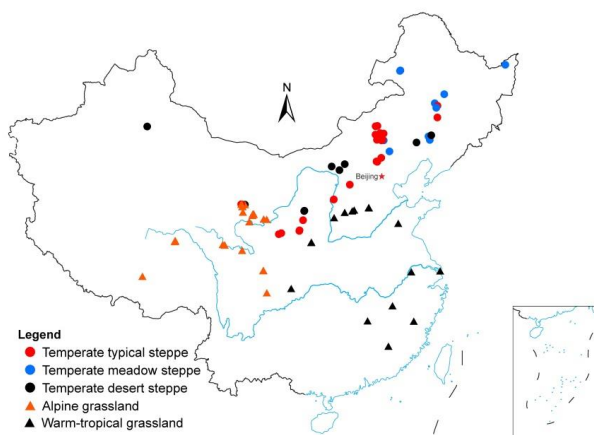 N
Beijing
Legend
Temperate typical steppe
Temperate meadow steppe
Temperate desert steppe
Alpine grassland
Warm-tropical grassland